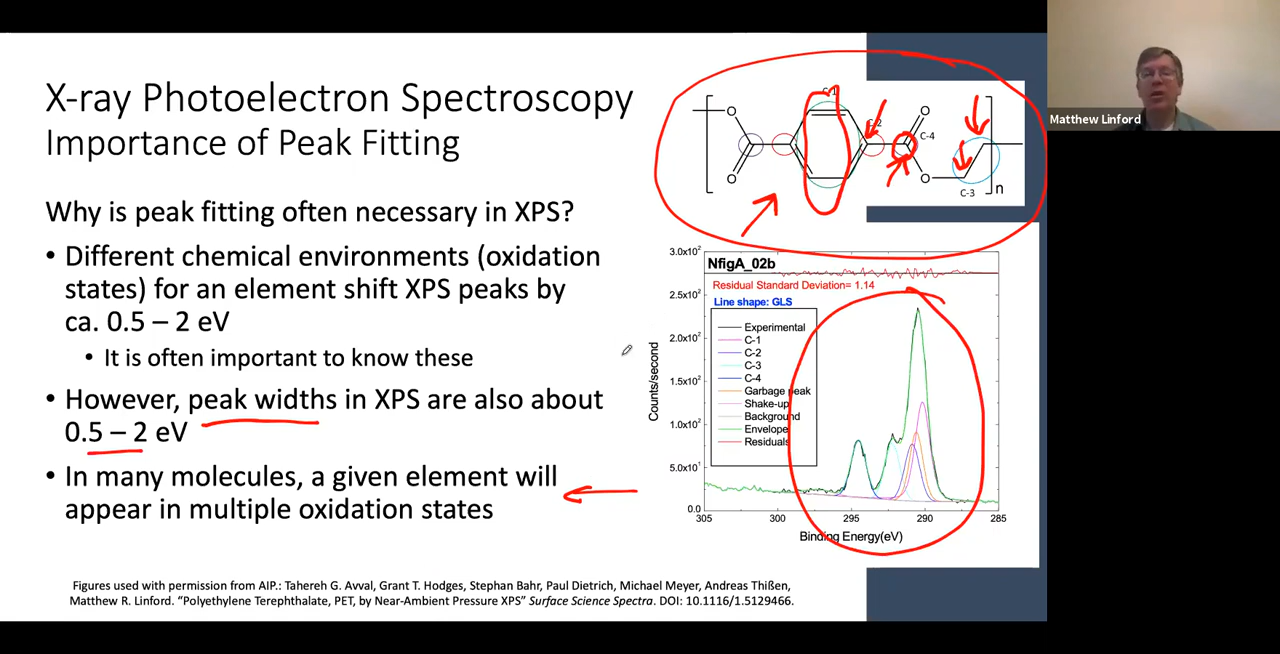 X-ray Photoelectron Spectroscopy
Importance of Peak Fitting
Why is peak fitting often necessary in XPS?
• Different chemical environments (oxidation
states) for an element shift XPS peaks by
ca. 0.5 – 2 eV
• It is often important to know these
• However, peak widths in XPS are also about
0.5 – 2 eV
• In many molecules, a given element will
appear in multiple oxidation states
C-1
O
O
C-2
C-4
O
O
C-3
n
NfigA_02b
Residual Standard Deviation= 1.14
Line shape: GLS
Experimental
C-1
C-2
C-3
C-4
Garbage peak
Shake-up
Background
Envelope
Residuals
Counts/second
3.0x10²
2.5x10²
2.0x10²
1.5x10²
1.0x10²
5.0x10¹
0.0
305
300
295
290
285
Binding Energy(eV)
Figures used with permission from AIP.: Tahereh G. Avval, Grant T. Hodges, Stephan Bahr, Paul Dietrich, Michael Meyer, Andreas Thißen,
Matthew R. Linford. “Polyethylene Terephthalate, PET, by Near-Ambient Pressure XPS” Surface Science Spectra. DOI: 10.1116/1.5129466.
Matthew Linford